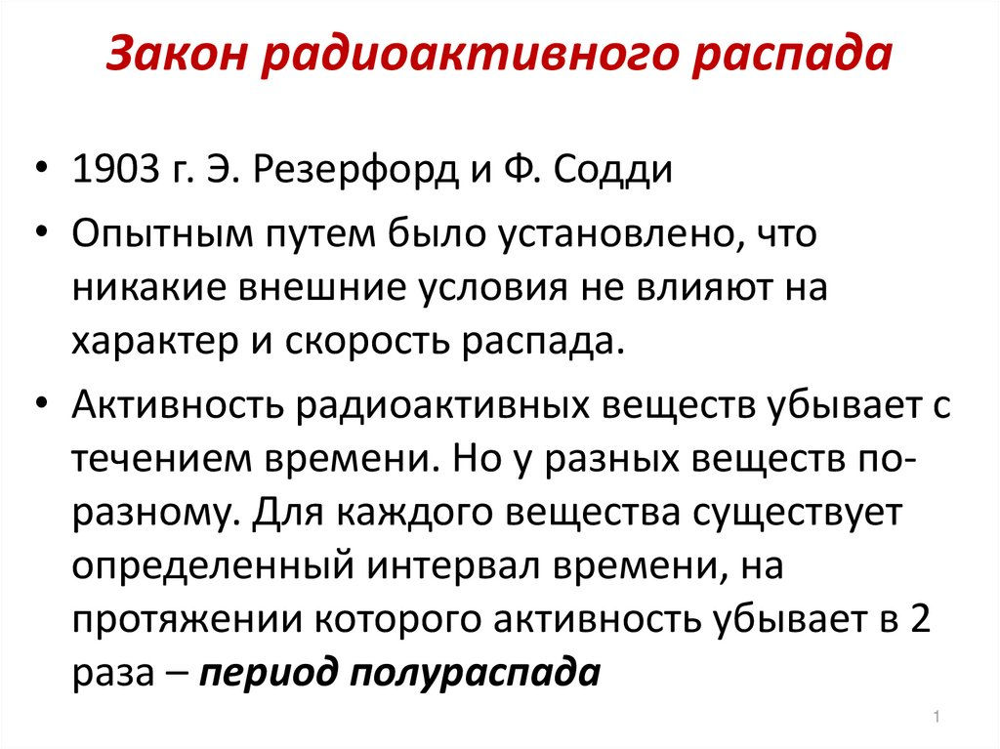 Закон радиоактивного распада
• 1903 г. Э. Резерфорд и Ф. Содди
• Опытным путем было установлено, что
никакие внешние условия не влияют на
характер и скорость распада.
• Активность радиоактивных веществ убывает с
течением времени. Но у разных веществ по-
разному. Для каждого вещества существует
определенный интервал времени, на
протяжении которого активность убывает в 2
раза – период полураспада
1